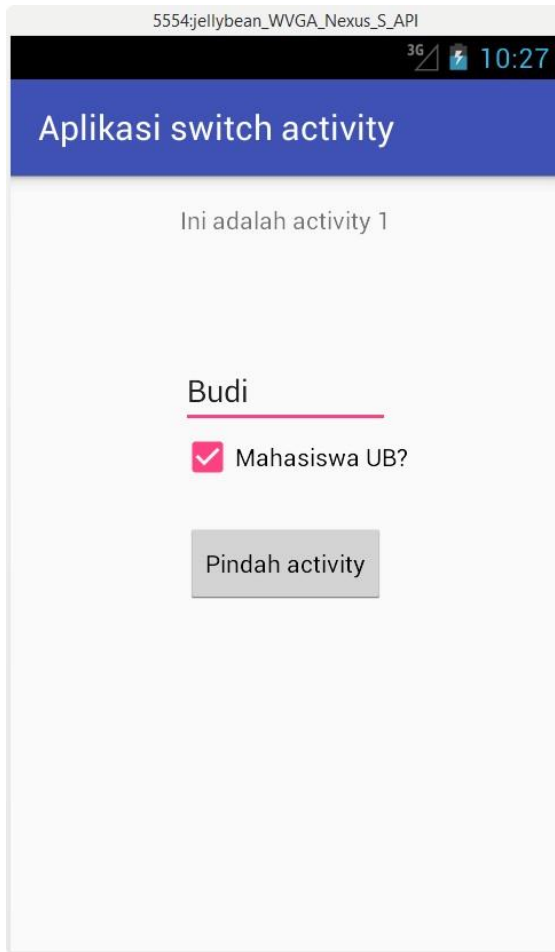 5554:jellybean_WVGA_Nexus_S_API
3G 10:27
Aplikasi switch activity
Ini adalah activity 1
Budi
Mahasiswa UB?
Pindah activity